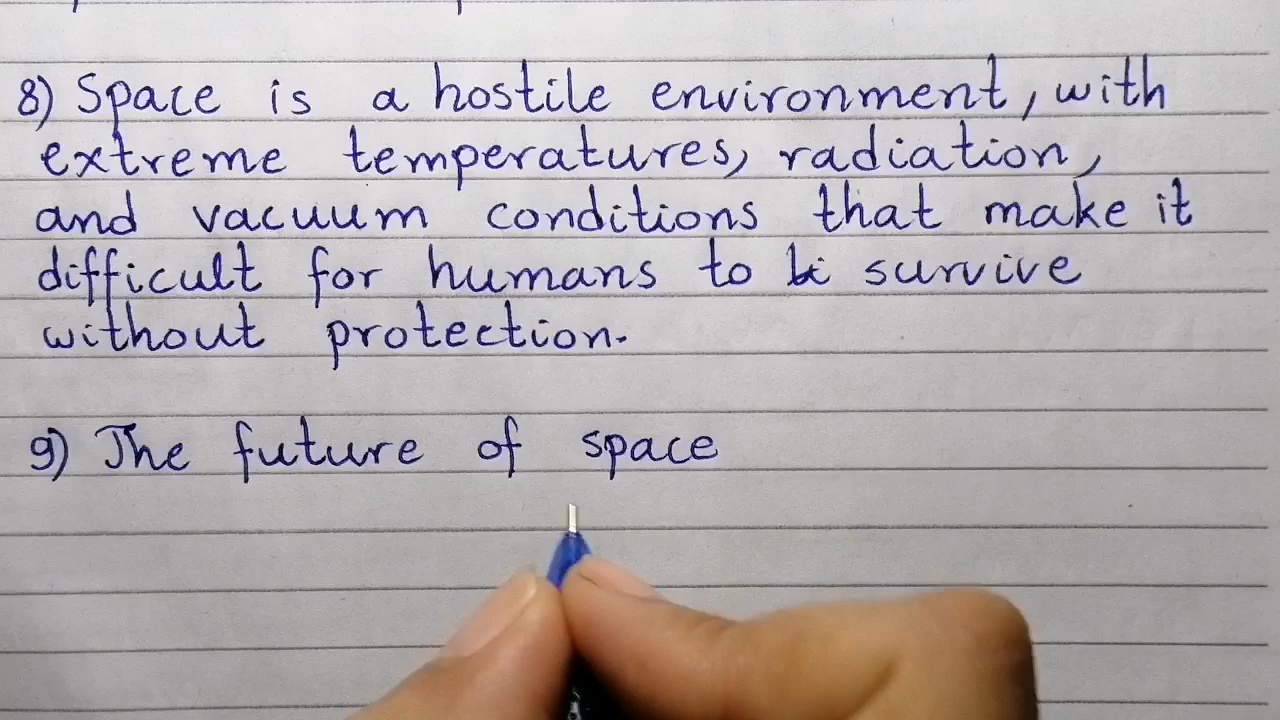 8) Space is a hostile environment, with
extreme temperatures, radiation,
and vacuum conditions that make it
difficult for humans to survive
without protection.
9) The future of space